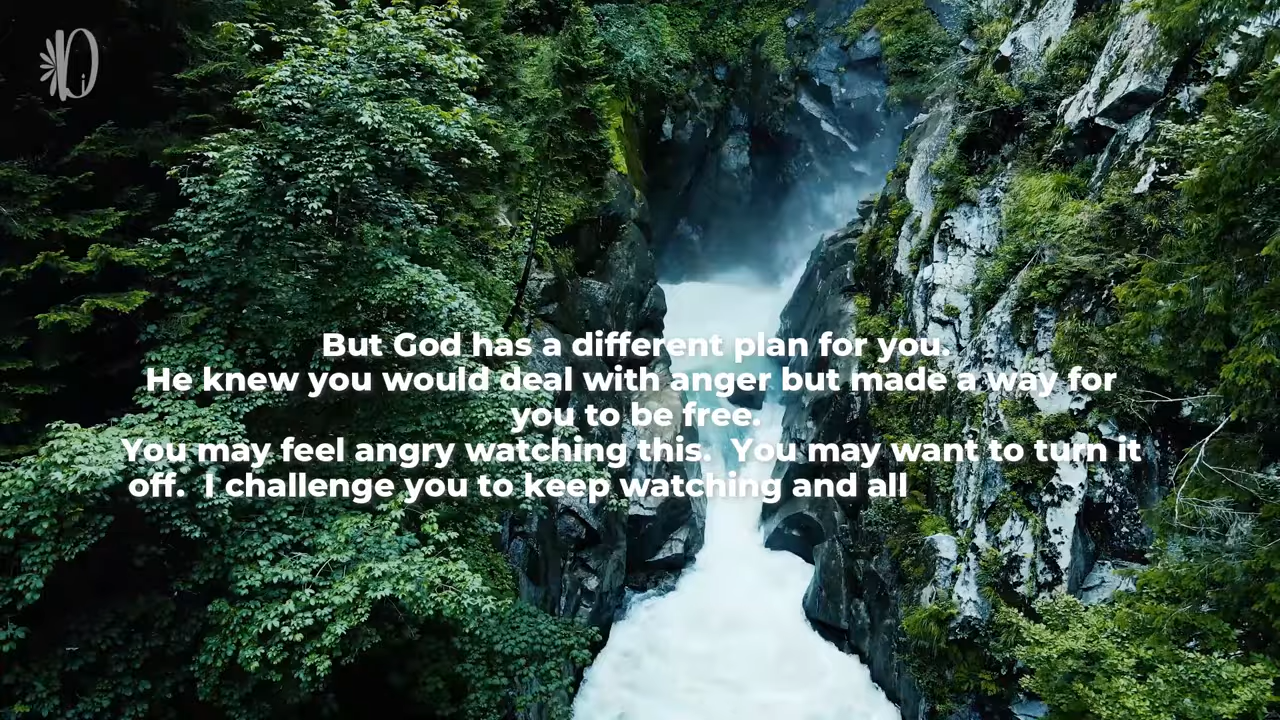 But God has a different plan for you.
He knew you would deal with anger but made a way for
you to be free.
You may feel angry watching this.  You may want to turn it
off.  I challenge you to keep watching and all